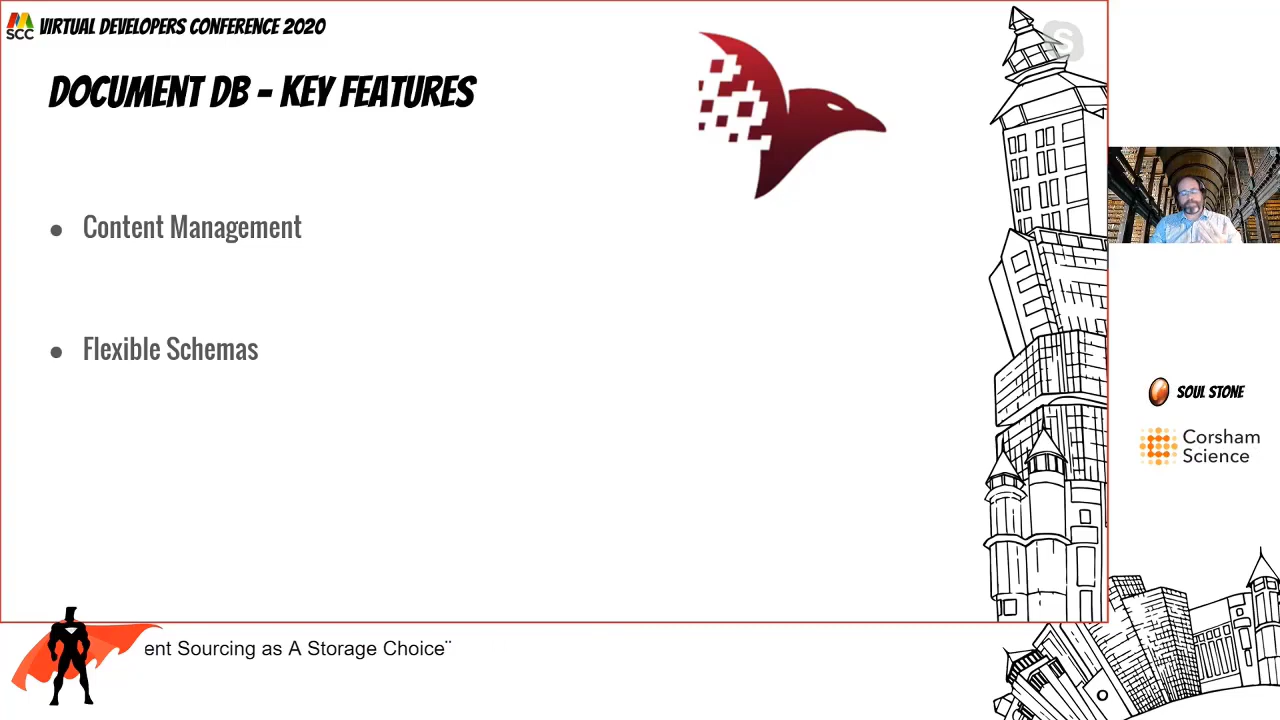 SCC VIRTUAL DEVELOPERS CONFERENCE 2020
DOCUMENT DB - KEY FEATURES
S
• Content Management
• Flexible Schemas
SOUL STONE
Corsham
Science
ent Sourcing as A Storage Choice¨